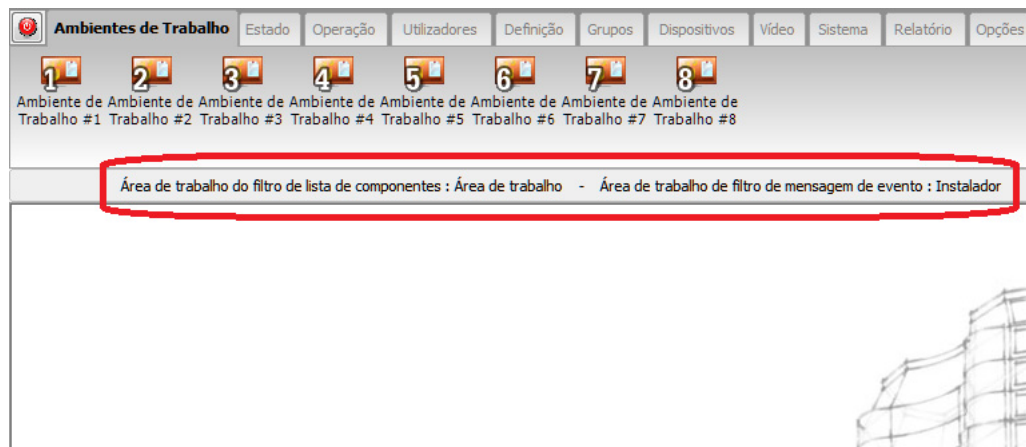 Ambientes de Trabalho Estado Operação Utilizadores Definição Grupos Dispositivos Vídeo Sistema Relatório Opções
1 2 3 4 5 6 7 8
Ambiente de Ambiente de Ambiente de Ambiente de Ambiente de Ambiente de Ambiente de Ambiente de
Trabalho #1 Trabalho #2 Trabalho #3 Trabalho #4 Trabalho #5 Trabalho #6 Trabalho #7 Trabalho #8
Área de trabalho do filtro de lista de componentes : Área de trabalho - Área de trabalho de filtro de mensagem de evento : Instalador